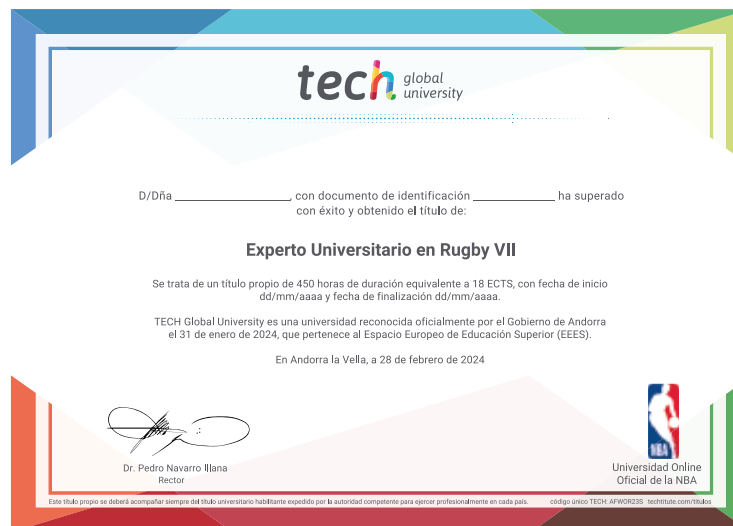 tech global
university
D/Dña ________________, con documento de identificación ____________ ha superado
con éxito y obtenido el título de:
Experto Universitario en Rugby VII
Se trata de un título propio de 450 horas de duración equivalente a 18 ECTS, con fecha de inicio
dd/mm/aaaa y fecha de finalización dd/mm/aaaa.
TECH Global University es una universidad reconocida oficialmente por el Gobierno de Andorra
el 31 de enero de 2024, que pertenece al Espacio Europeo de Educación Superior (EEES).
En Andorra la Vella, a 28 de febrero de 2024
Dr. Pedro Navarro Illana
Rector
NBA
Universidad Online
Oficial de la NBA
Este título propio se deberá acompañar siempre del título universitario habilitante expedido por la autoridad competente para ejercer profesionalmente en cada país. código único TECH: AFWOR23S techtitute.com/titulos